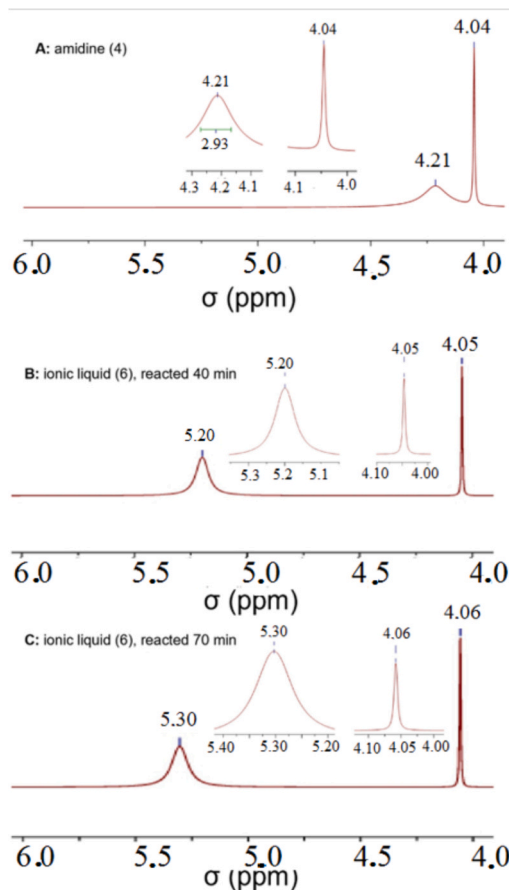 A: amidine (4)
4.04
4.04
4.21
2.93
4.21
4.3 4.2 4.1
4.1 4.0
6.0 5.5 5.0 4.5 4.0
σ (ppm)
B: ionic liquid (6), reacted 40 min
4.05
5.20
4.05
5.20
5.3 5.2 5.1
4.10 4.00
6.0 5.5 5.0 4.5 4.0
σ (ppm)
C: ionic liquid (6), reacted 70 min
4.06
5.30
4.06
5.30
5.40 5.30 5.20
4.10 4.05 4.00
6.0 5.5 5.0 4.5 4.0
σ (ppm)